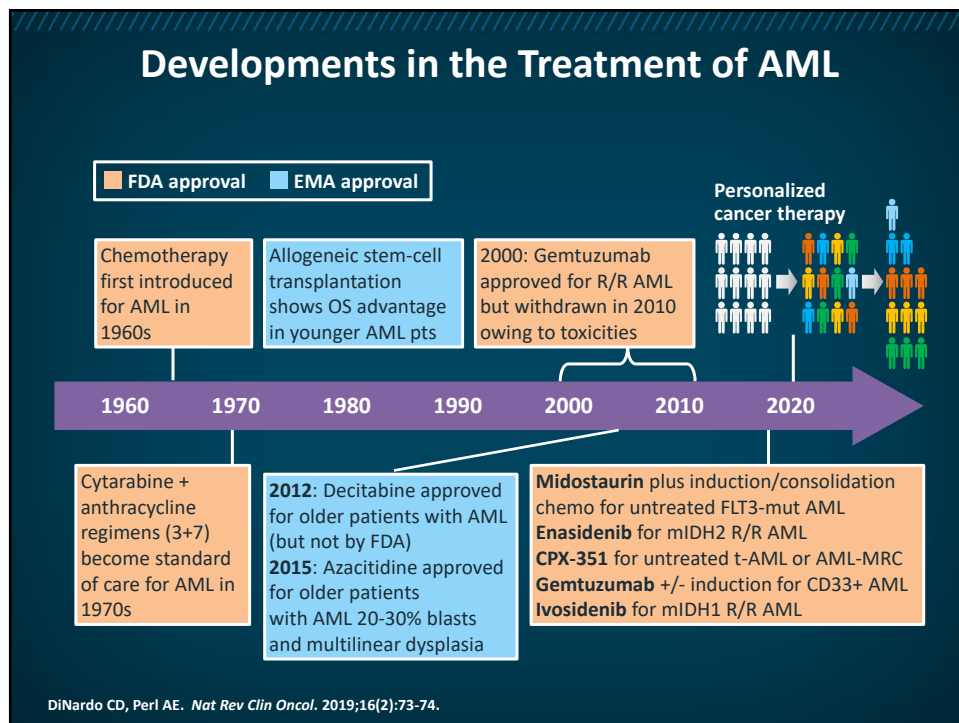 Developments in the Treatment of AML
FDA approval
EMA approval
Personalized
cancer therapy
Chemotherapy
first introduced
for AML in
1960s
Allogeneic stem-cell
transplantation
shows OS advantage
in younger AML pts
2000: Gemtuzumab
approved for R/R AML
but withdrawn in 2010
owing to toxicities
1960 1970 1980 1990 2000 2010 2020
Cytarabine +
anthracycline
regimens (3+7)
become standard
of care for AML in
1970s
2012: Decitabine approved
for older patients with AML
(but not by FDA)
2015: Azacitidine approved
for older patients
with AML 20-30% blasts
and multilinear dysplasia
Midostaurin plus induction/consolidation
chemo for untreated FLT3-mut AML
Enasidenib for mIDH2 R/R AML
CPX-351 for untreated t-AML or AML-MRC
Gemtuzumab +/- induction for CD33+ AML
Ivosidenib for mIDH1 R/R AML
DiNardo CD, Perl AE. Nat Rev Clin Oncol. 2019;16(2):73-74.